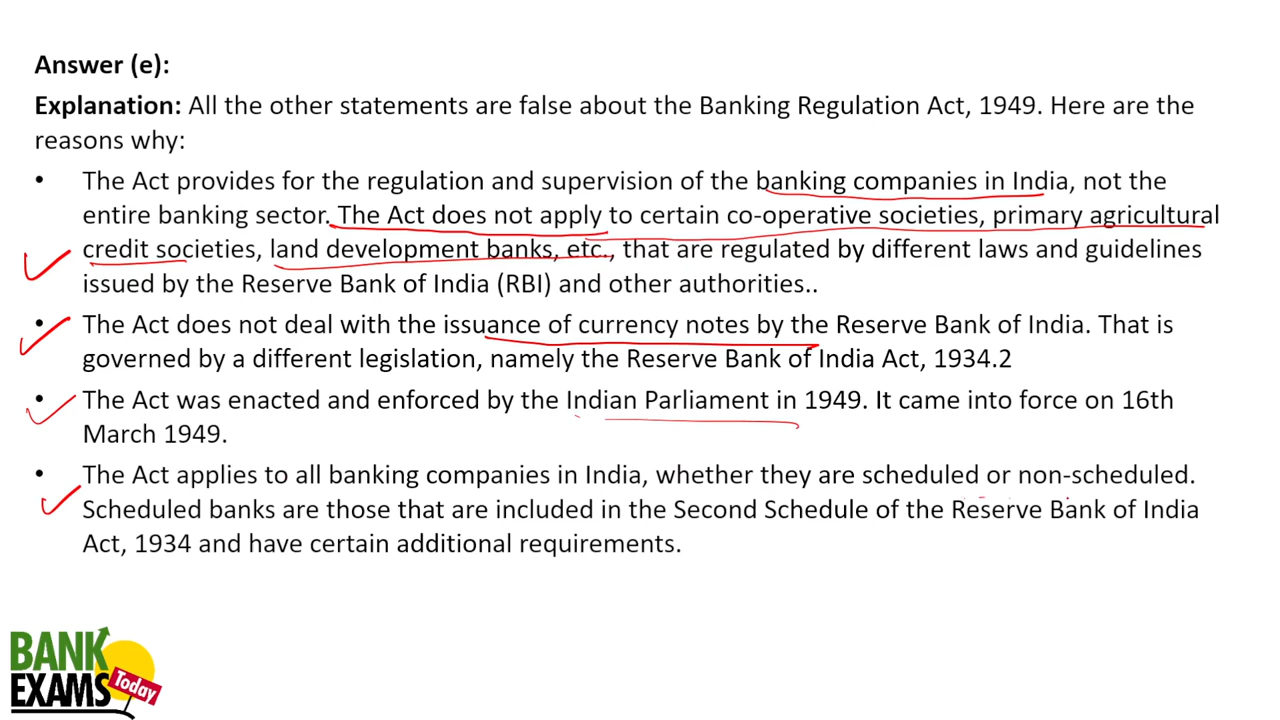 Answer (e):
Explanation: All the other statements are false about the Banking Regulation Act, 1949. Here are the
reasons why:
• The Act provides for the regulation and supervision of the banking companies in India, not the
entire banking sector. The Act does not apply to certain co-operative societies, primary agricultural
credit societies, land development banks, etc., that are regulated by different laws and guidelines
issued by the Reserve Bank of India (RBI) and other authorities..
• The Act does not deal with the issuance of currency notes by the Reserve Bank of India. That is
governed by a different legislation, namely the Reserve Bank of India Act, 1934.2
• The Act was enacted and enforced by the Indian Parliament in 1949. It came into force on 16th
March 1949.
• The Act applies to all banking companies in India, whether they are scheduled or non-scheduled.
Scheduled banks are those that are included in the Second Schedule of the Reserve Bank of India
Act, 1934 and have certain additional requirements.
BANK
EXAMS
Today